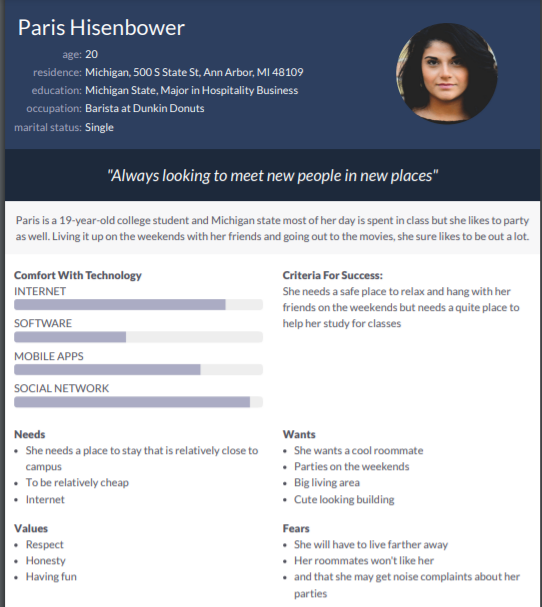 Paris Hisenbower
age: 20
residence: Michigan, 500 S State St, Ann Arbor, MI 48109
education: Michigan State, Major in Hospitality Business
occupation: Barista at Dunkin Donuts
marital status: Single
"Always looking to meet new people in new places"
Paris is a 19-year-old college student and Michigan state most of her day is spent in class but she likes to party
as well. Living it up on the weekends with her friends and going out to the movies, she sure likes to be out a lot.
Comfort With Technology
INTERNET
SOFTWARE
MOBILE APPS
SOCIAL NETWORK
Criteria For Success:
She needs a safe place to relax and hang with her
friends on the weekends but needs a quite place to
help her study for classes
Needs
• She needs a place to stay that is relatively close to
campus
• To be relatively cheap
• Internet
Wants
• She wants a cool roommate
• Parties on the weekends
• Big living area
• Cute looking building
Values
• Respect
• Honesty
• Having fun
Fears
• She will have to live farther away
• Her roommates won't like her
• and that she may get noise complaints about her
parties